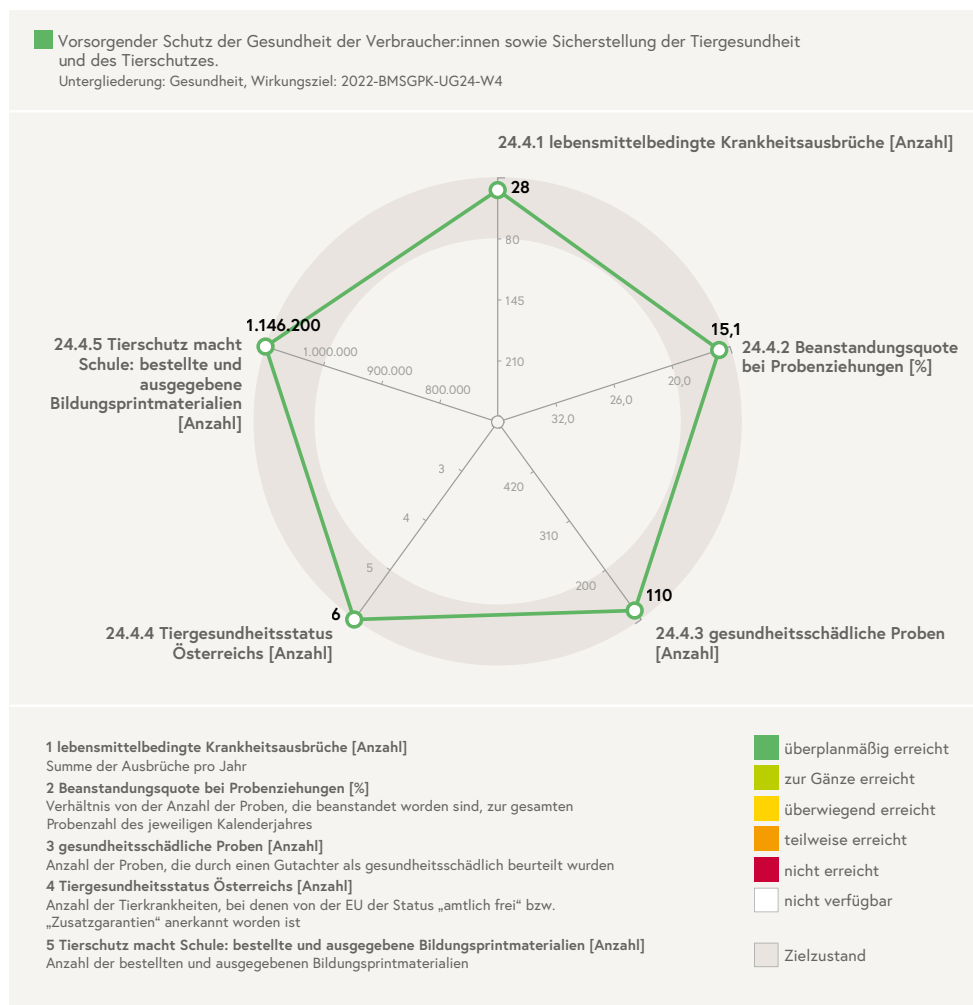 Vorsorgender Schutz der Gesundheit der Verbraucher:innen sowie Sicherstellung der Tiergesundheit
und des Tierschutzes.
Untergliederung: Gesundheit, Wirkungsziel: 2022-BMSGPK-UG24-W4
24.4.1 lebensmittelbedingte Krankheitsausbrüche [Anzahl]
28
80
145
210
15,1
24.4.2 Beanstandungsquote
bei Probenziehungen [%]
20,0
26,0
32,0
1.146.200
24.4.5 Tierschutz macht
Schule: bestellte und
ausgegebene
Bildungsprintmaterialien
[Anzahl]
1.000.000
900.000
800.000
3
4
5
6
24.4.4 Tiergesundheitsstatus
Österreichs [Anzahl]
420
310
200
110
24.4.3 gesundheitsschädliche Proben
[Anzahl]
1 lebensmittelbedingte Krankheitsausbrüche [Anzahl]
Summe der Ausbrüche pro Jahr
2 Beanstandungsquote bei Probenziehungen [%]
Verhältnis von der Anzahl der Proben, die beanstandet worden sind, zur gesamten
Probenzahl des jeweiligen Kalenderjahres
3 gesundheitsschädliche Proben [Anzahl]
Anzahl der Proben, die durch einen Gutachter als gesundheitsschädlich beurteilt wurden
4 Tiergesundheitsstatus Österreichs [Anzahl]
Anzahl der Tierkrankheiten, bei denen von der EU der Status „amtlich frei“ bzw.
„Zusatzgarantien“ anerkannt worden ist
5 Tierschutz macht Schule: bestellte und ausgegebene Bildungsprintmaterialien [Anzahl]
Anzahl der bestellten und ausgegebenen Bildungsprintmaterialien
überplanmäßig erreicht
zur Gänze erreicht
überwiegend erreicht
teilweise erreicht
nicht erreicht
nicht verfügbar
Zielzustand